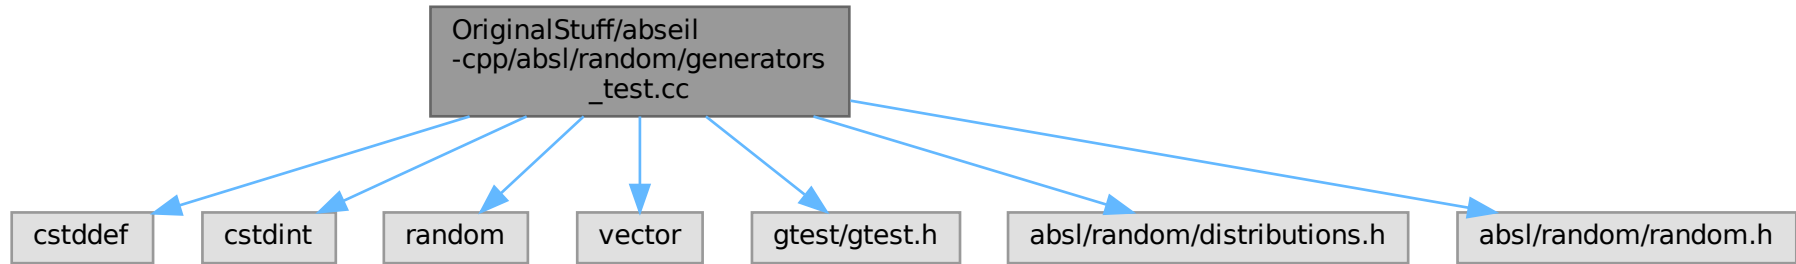 OriginalStuff/abseil
-cpp/absl/random/generators
_test.cc
cstddef
cstdint
random
vector
gtest/gtest.h
absl/random/distributions.h
absl/random/random.h